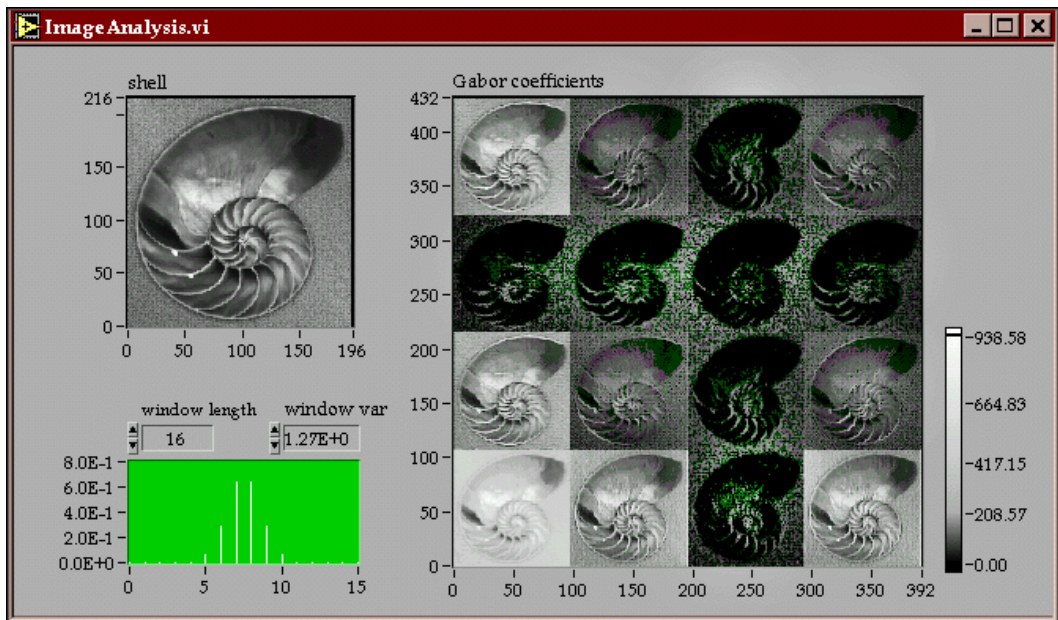 ImageAnalysis.vi
shell
216
150
100
50
0
0 50 100 150 196
window length window var
16 1.27E+0
8.0E-1
6.0E-1
4.0E-1
2.0E-1
0.0E+0
0 5 10 15
Gabor coefficients
432
400
350
300
250
200
150
100
50
0
0 50 100 150 200 250 300 350 392
938.58
664.83
417.15
208.57
0.00